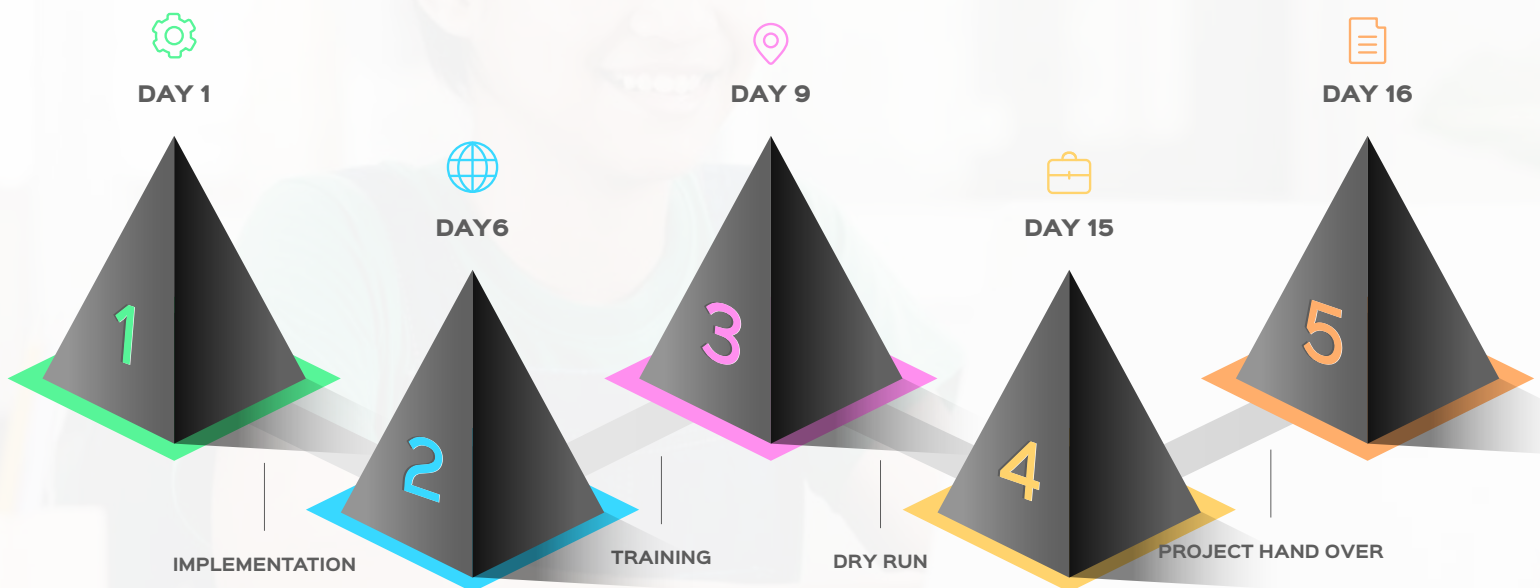 DAY 1
1
DAY6
2
DAY 9
3
DAY 15
4
DAY 16
5
IMPLEMENTATION
TRAINING
DRY RUN
PROJECT HAND OVER